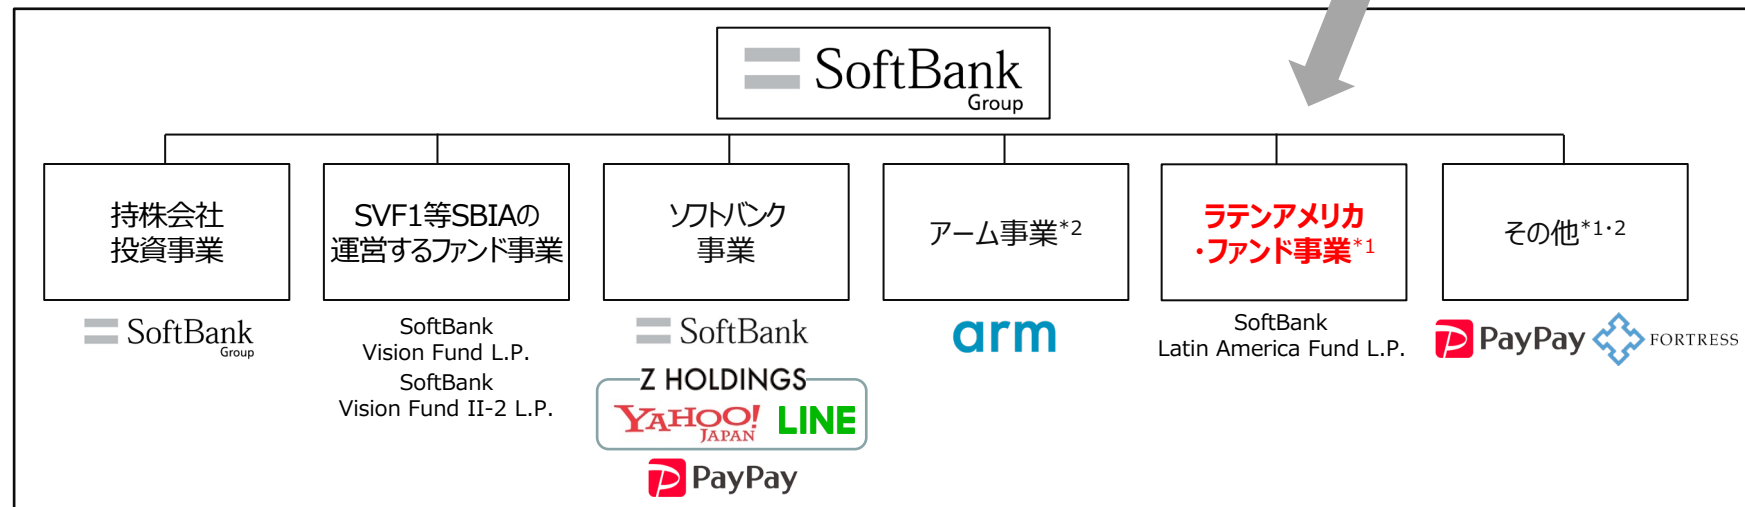 SoftBank
Group
持株会社
投資事業
SoftBank
Group
SVF1等SBIAの
運営するファンド事業
SoftBank
Vision Fund L.P.
SoftBank
Vision Fund II-2 L.P.
ソフトバンク
事業
SoftBank
Z HOLDINGS
YAHOO!
JAPAN
LINE
PayPay
アーム事業*2
arm
ラテンアメリカ
・ファンド事業*1
SoftBank
Latin America Fund L.P.
その他*1・2
PayPay
FORTRESS